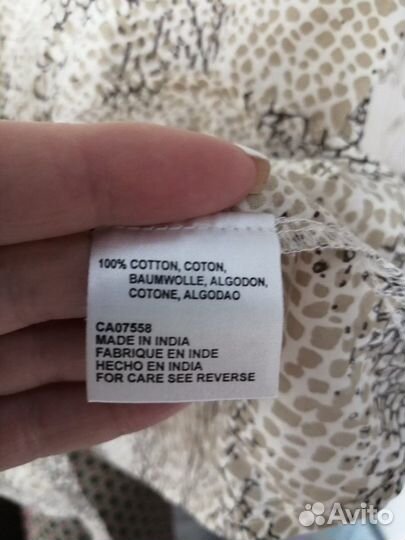 100% COTTON, COTON,
BAUMWOLLE, ALGODON,
COTONE, ALGODAO
CA07558
MADE IN INDIA
FABRIQUE EN INDE
HECHO EN INDIA
FOR CARE SEE REVERSE
Avito